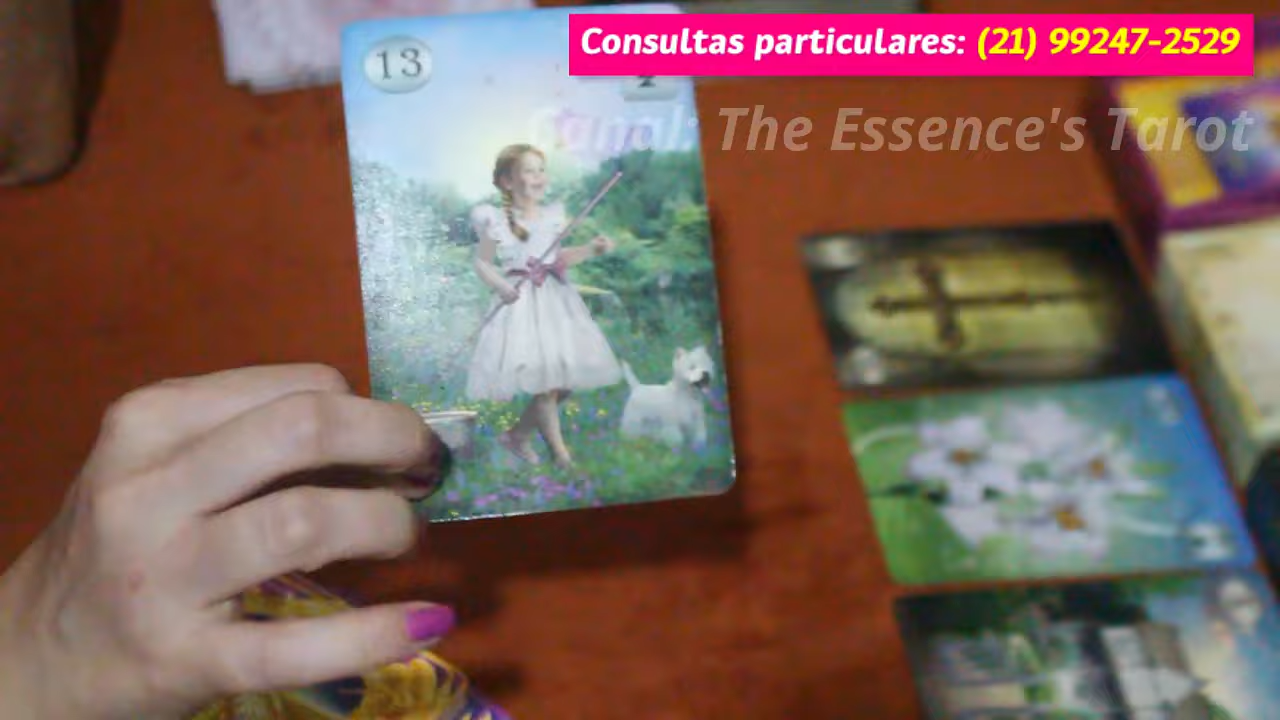 Consultas particulares: (21) 99247-2529
Canal: The Essence's Tarot
13